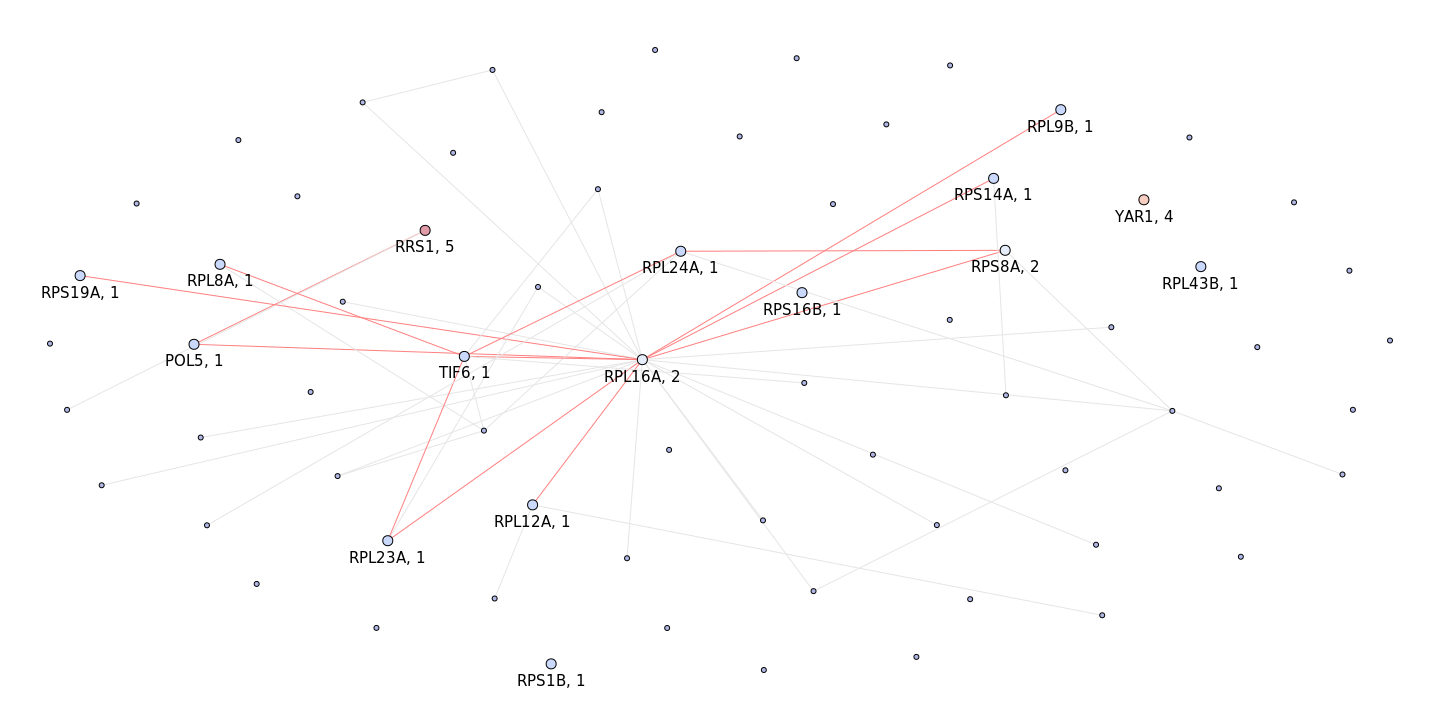 RPL9B, 1
RPS14A, 1
YAR1, 4
RRS1, 5
RPL24A, 1
RPS8A, 2
RPL8A, 1
RPS19A, 1
RPL43B, 1
RPS16B, 1
POL5, 1
TIF6, 1
RPL16A, 2
RPL12A, 1
RPL23A, 1
RPS1B, 1